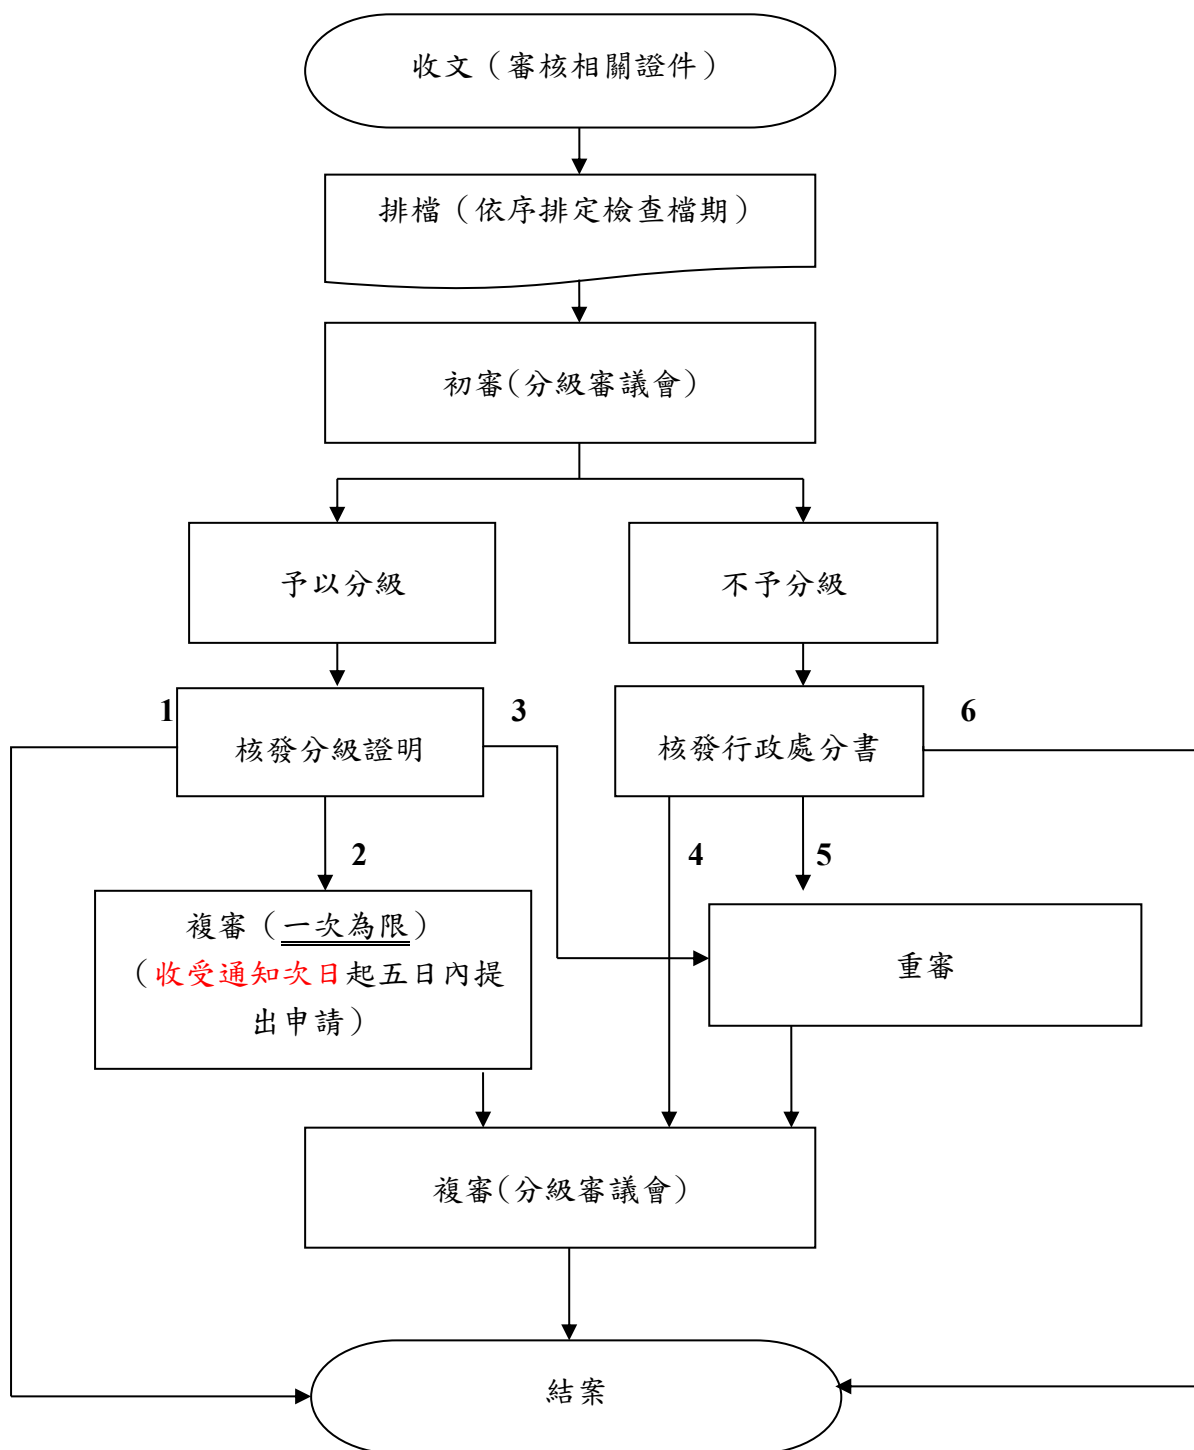 收文（審核相關證件）
排檔（依序排定檢查檔期）
初審(分級審議會）
予以分級
不予分級
1
核發分級證明
3
核發行政處分書
6
2
4
5
複審（一次為限）
（收受通知次日起五日內提
出申請）
重審
複審(分級審議會）
結案